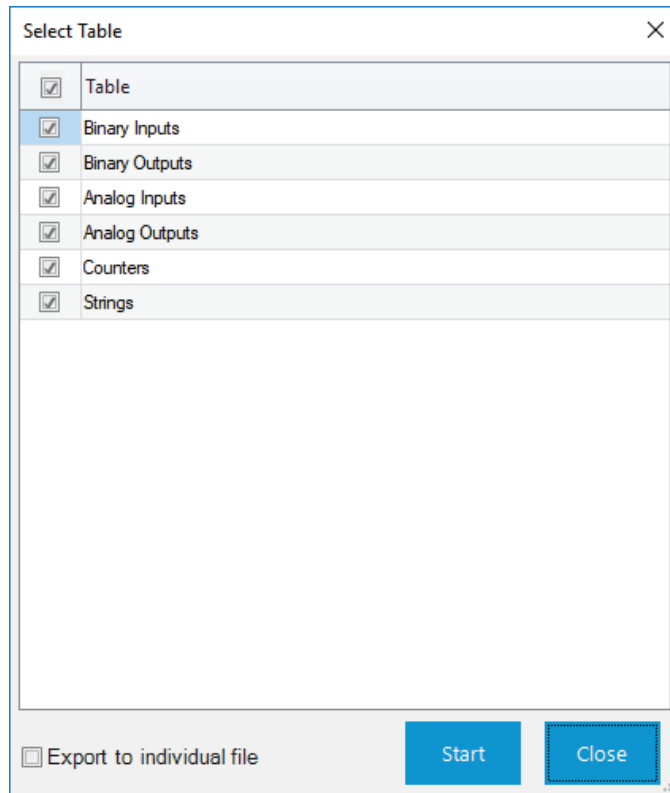 Select Table
Table
Binary Inputs
Binary Outputs
Analog Inputs
Analog Outputs
Counters
Strings
Export to individual file
Start
Close